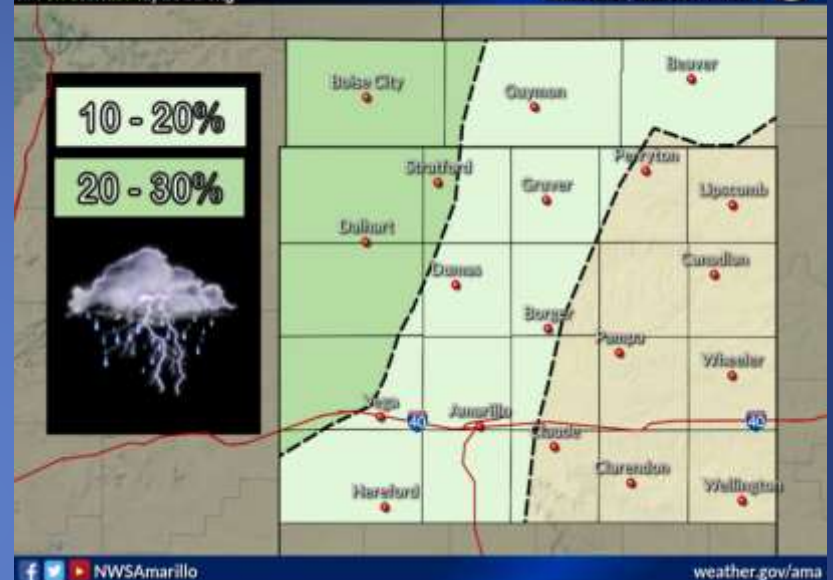 Boise City
Guymon
Beaver
10 - 20%
20 - 30%
Stratford
Gruver
Perryton
Lipscomb
Dalhart
Dumas
Canadian
Borger
Pampa
Wheeler
Vega
40
Amarillo
Claude
40
Hereford
Clarendon
Wellington
NWSAmarillo
weather.gov/ama